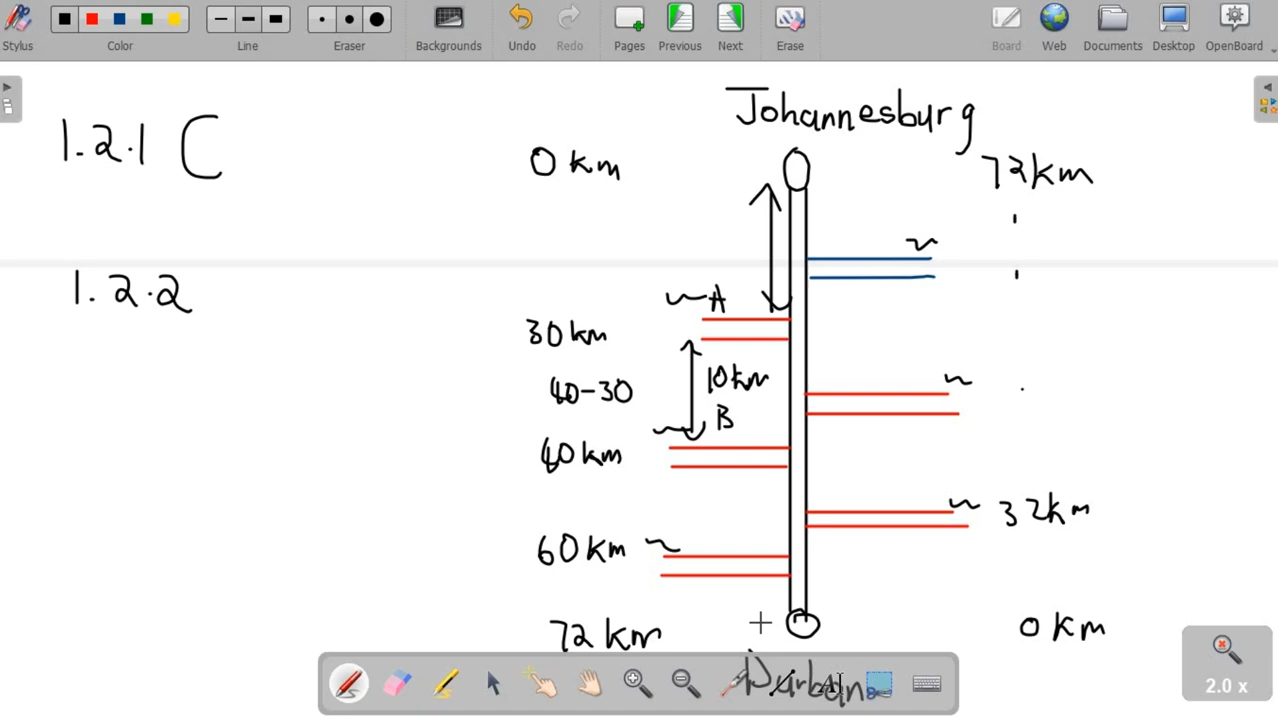 Stylus Color Line Eraser Backgrounds Undo Redo Pages Previous Next Erase Board Web Documents Desktop OpenBoard
Johannesburg
1.2.1 C
0 km
72km
1.2.2
A
30 km
10km
40-30
B
40 km
32km
60 km
72 km
0 km
Durban
2.0 x